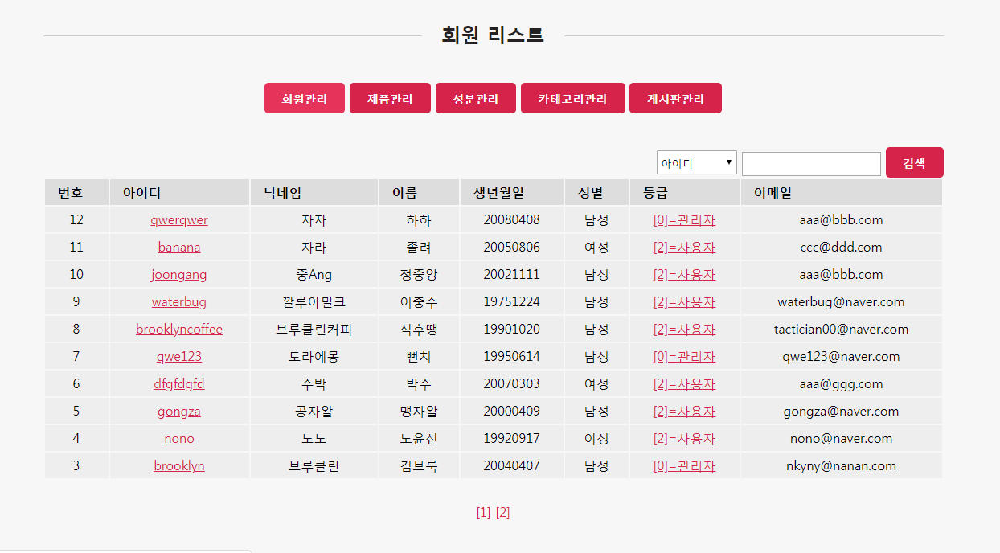 회원 리스트
회원관리 제품관리 성분관리 카테고리관리 게시판관리
아이디 검색
번호 아이디 닉네임 이름 생년월일 성별 등급 이메일
12 qwerqwer 자자 하하 20080408 남성 [0]=관리자 aaa@bbb.com
11 banana 자라 졸려 20050806 여성 [2]=사용자 ccc@ddd.com
10 joongang 중Ang 정중앙 20021111 남성 [2]=사용자 aaa@bbb.com
9 waterbug 깔루아밀크 이충수 19751224 남성 [2]=사용자 waterbug@naver.com
8 brooklyncoffee 브루클린커피 식후땡 19901020 남성 [2]=사용자 tactician00@naver.com
7 qwe123 도라에몽 뻔치 19950614 남성 [0]=관리자 qwe123@naver.com
6 dfgfdgfd 수박 박수 20070303 여성 [2]=사용자 aaa@ggg.com
5 gongza 공자왈 맹자왈 20000409 남성 [2]=사용자 gongza@naver.com
4 nono 노노 노윤선 19920917 여성 [2]=사용자 nono@naver.com
3 brooklyn 브루클린 김브룩 20040407 남성 [0]=관리자 nkyny@nanan.com
[1] [2]